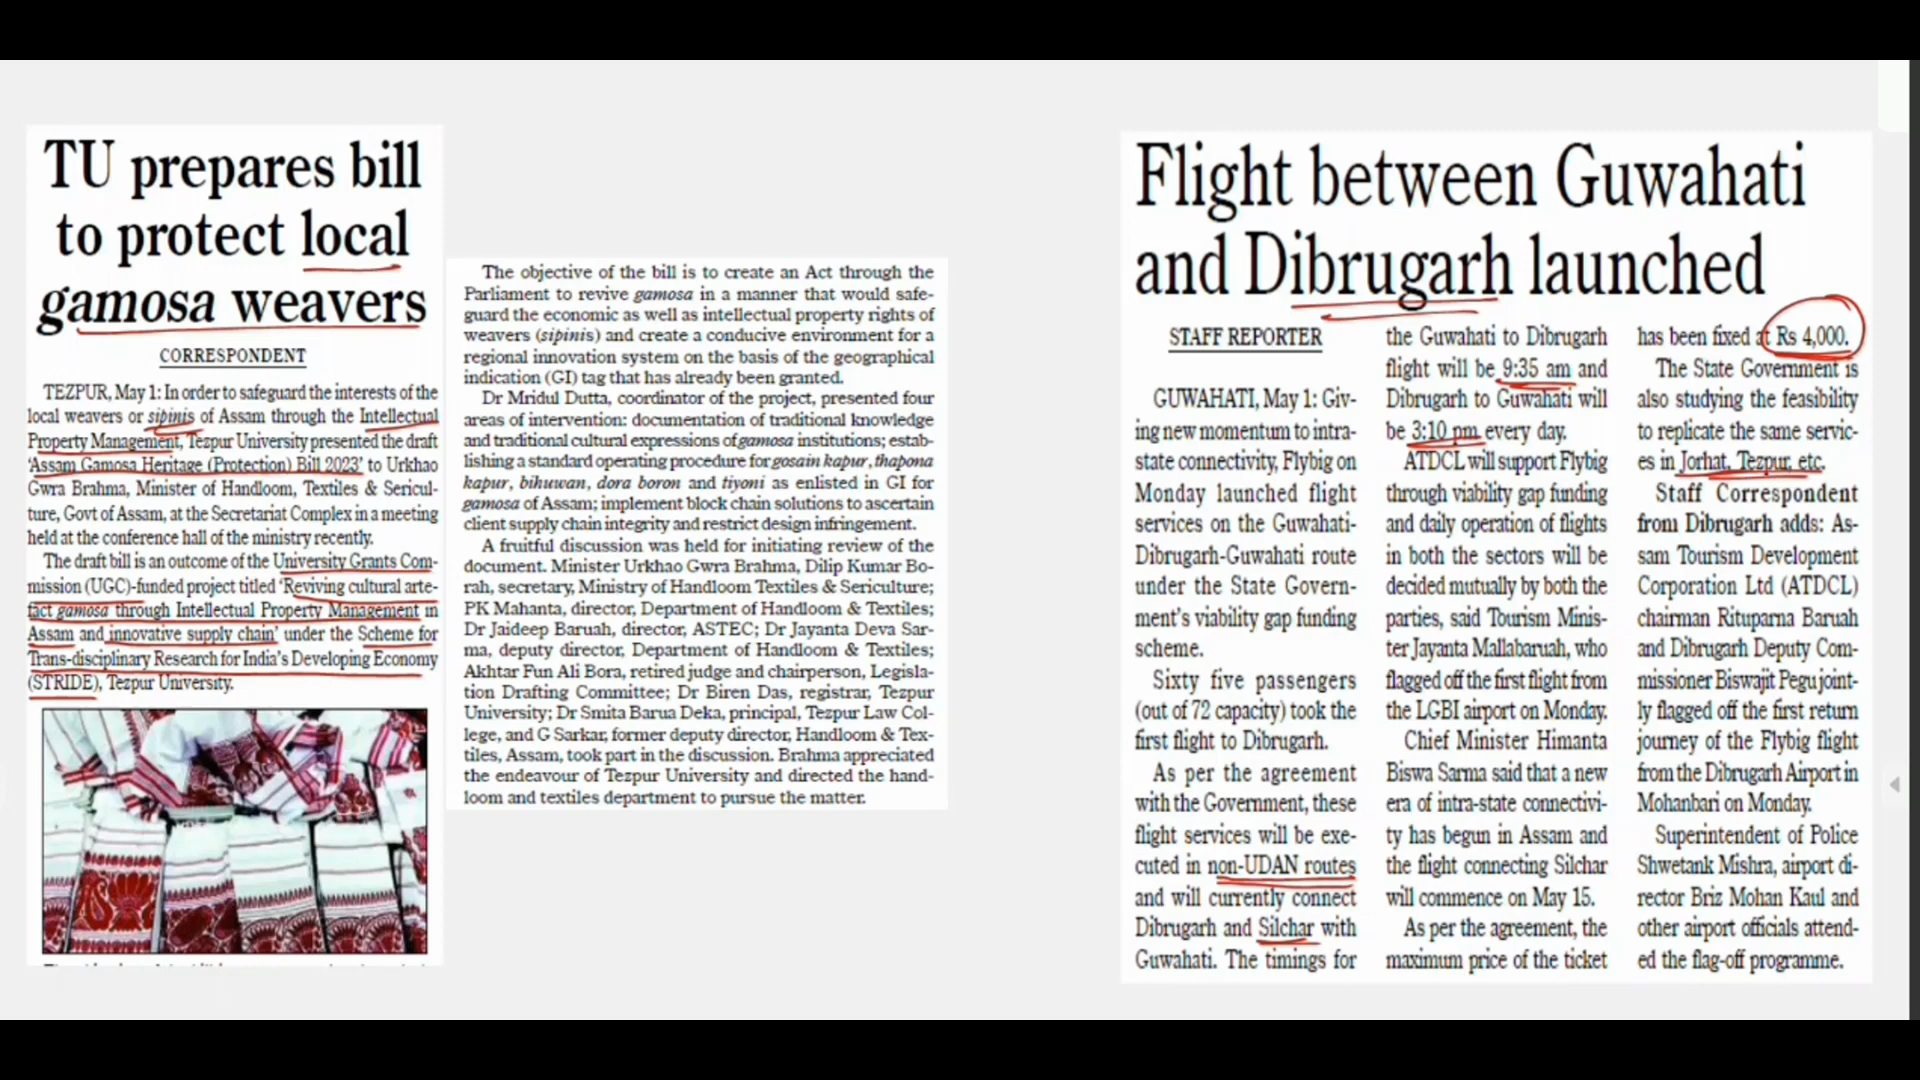 TU prepares bill
to protect local
gamosa weavers
CORRESPONDENT
TEZPUR, May 1: In order to safeguard the interests of the
local weavers or sipinis of Assam through the Intellectual
Property Management, Tezpur University presented the draft
‘Assam Gamosa Heritage (Protection) Bill 2023’ to Urkhao
Gwra Brahma, Minister of Handloom, Textiles & Sericul-
ture, Govt of Assam, at the Secretariat Complex in a meeting
held at the conference hall of the ministry recently.
The draft bill is an outcome of the University Grants Com-
mission (UGC)-funded project titled ‘Reviving cultural arte-
fact gamosa through Intellectual Property Management in
Assam and innovative supply chain’ under the Scheme for
Trans-disciplinary Research for India’s Developing Economy
(STRIDE), Tezpur University.
The objective of the bill is to create an Act through the
Parliament to revive gamosa in a manner that would safe-
guard the economic as well as intellectual property rights of
weavers (sipinis) and create a conducive environment for a
regional innovation system on the basis of the geographical
indication (GI) tag that has already been granted.
Dr Mridul Dutta, coordinator of the project, presented four
areas of intervention: documentation of traditional knowledge
and traditional cultural expressions of gamosa institutions; estab-
lishing a standard operating procedure for gosain kapur, thapona
kapur, bihuwan, dora boron and tiyoni as enlisted in GI for
gamosa of Assam; implement block chain solutions to ascertain
client supply chain integrity and restrict design infringement.
A fruitful discussion was held for initiating review of the
document. Minister Urkhao Gwra Brahma, Dilip Kumar Bo-
rah, secretary, Ministry of Handloom Textiles & Sericulture;
PK Mahanta, director, Department of Handloom & Textiles;
Dr Jaideep Baruah, director, ASTEC; Dr Jayanta Deva Sar-
ma, deputy director, Department of Handloom & Textiles;
Akhtar Fun Ali Bora, retired judge and chairperson, Legisla-
tion Drafting Committee; Dr Biren Das, registrar, Tezpur
University; Dr Smita Barua Deka, principal, Tezpur Law Col-
lege, and G Sarkar, former deputy director, Handloom & Tex-
tiles, Assam, took part in the discussion. Brahma appreciated
the endeavour of Tezpur University and directed the hand-
loom and textiles department to pursue the matter.
Flight between Guwahati
and Dibrugarh launched
STAFF REPORTER
GUWAHATI, May 1: Giv-
ing new momentum to intra-
state connectivity, Flybig on
Monday launched flight
services on the Guwahati-
Dibrugarh-Guwahati route
under the State Govern-
ment’s viability gap funding
scheme.
Sixty five passengers
(out of 72 capacity) took the
first flight to Dibrugarh.
As per the agreement
with the Government, these
flight services will be exe-
cuted in non-UDAN routes
and will currently connect
Dibrugarh and Silchar with
Guwahati. The timings for
the Guwahati to Dibrugarh
flight will be 9:35 am and
Dibrugarh to Guwahati will
be 3:10 pm every day.
ATDCL will support Flybig
through viability gap funding
and daily operation of flights
in both the sectors will be
decided mutually by both the
parties, said Tourism Minis-
ter Jayanta Mallabaruah, who
flagged off the first flight from
the LGBI airport on Monday.
Chief Minister Himanta
Biswa Sarma said that a new
era of intra-state connectivi-
ty has begun in Assam and
the flight connecting Silchar
will commence on May 15.
As per the agreement, the
maximum price of the ticket
has been fixed at Rs 4,000.
The State Government is
also studying the feasibility
to replicate the same servic-
es in Jorhat, Tezpur, etc.
Staff Correspondent
from Dibrugarh adds: As-
sam Tourism Development
Corporation Ltd (ATDCL)
chairman Rituparna Baruah
and Dibrugarh Deputy Com-
missioner Biswajit Pegu joint-
ly flagged off the first return
journey of the Flybig flight
from the Dibrugarh Airport in
Mohanbari on Monday.
Superintendent of Police
Shwetank Mishra, airport di-
rector Briz Mohan Kaul and
other airport officials attend-
ed the flag-off programme.